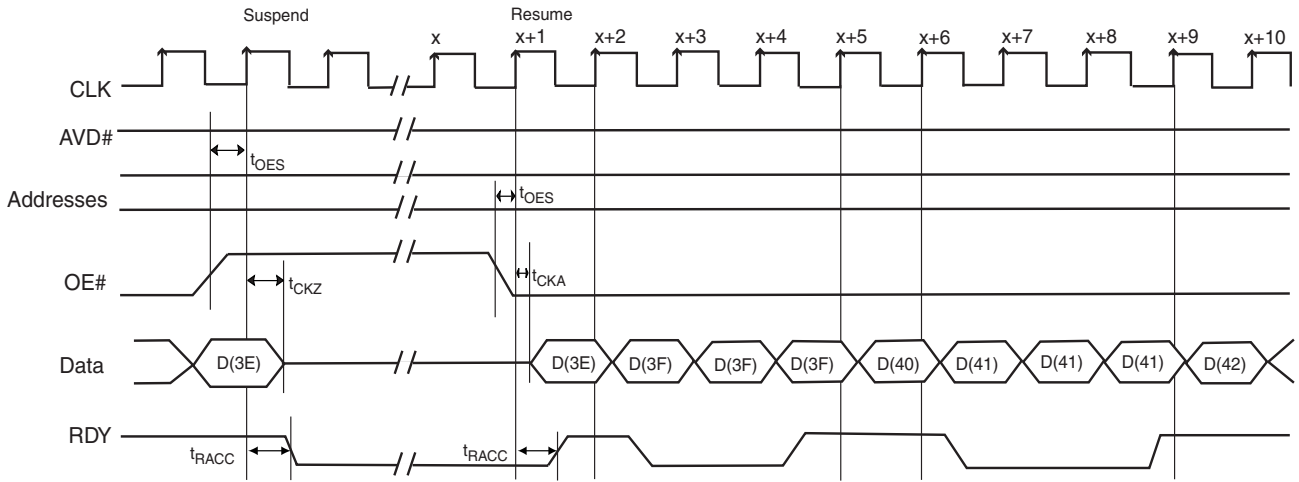 Suspend Resume
x x+1 x+2 x+3 x+4 x+5 x+6 x+7 x+8 x+9 x+10
CLK
AVD#
tOES
Addresses
tOES
OE#
tCKZ
tCKA
Data
D(3E) D(3E) D(3F) D(3F) D(3F) D(40) D(41) D(41) D(41) D(42)
RDY
tRACC tRACC